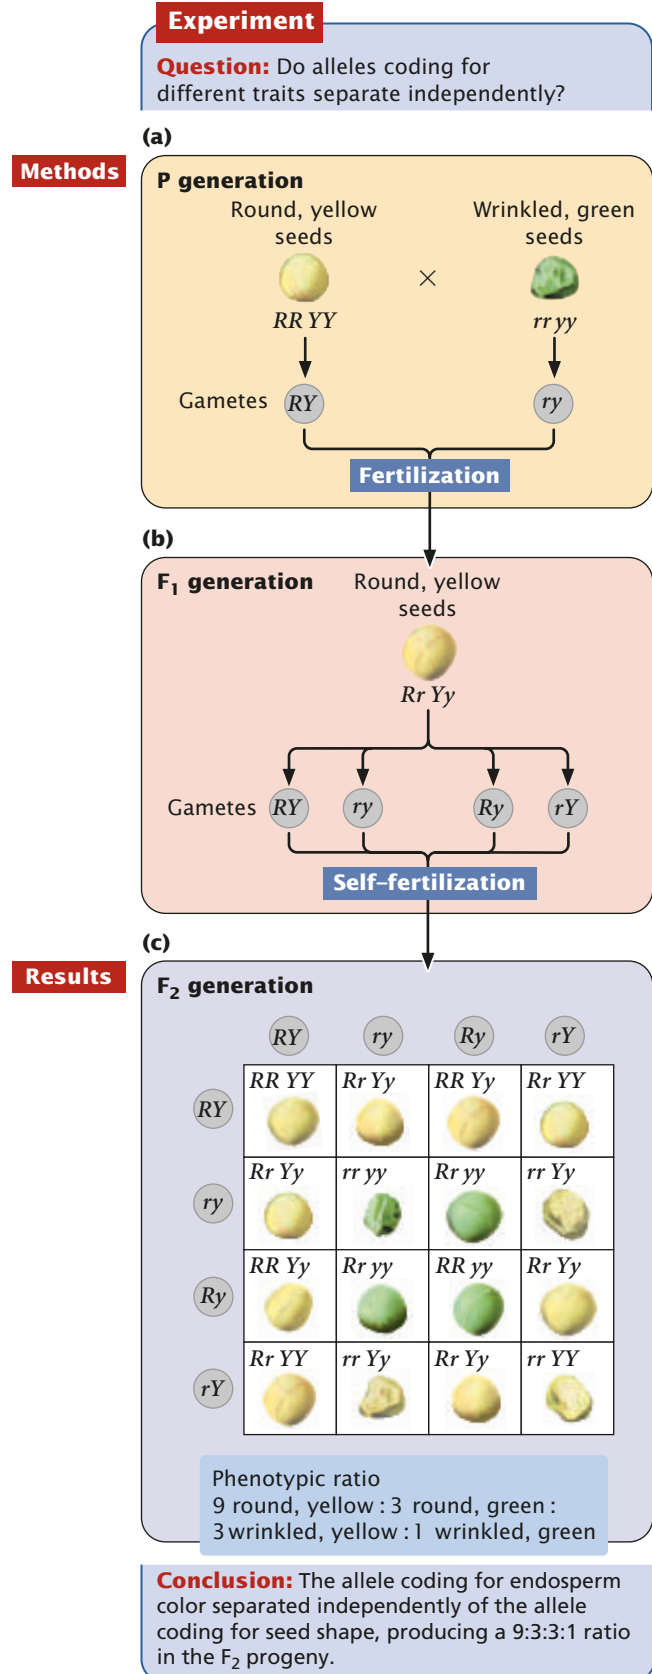 Experiment
Question: Do alleles coding for
different traits separate independently?
(a)
Methods
P generation
Round, yellow
seeds
Wrinkled, green
seeds
×
RR YY
rr yy
Gametes RY ry
Fertilization
(b)
F1 generation
Round, yellow
seeds
Rr Yy
Gametes RY ry Ry rY
Self–fertilization
(c)
Results
F2 generation
RY ry Ry rY
RR YY Rr Yy RR Yy Rr YY
RY
Rr Yy rr yy Rr yy rr Yy
ry
RR Yy Rr yy RR yy Rr Yy
Ry
Rr YY rr Yy Rr Yy rr YY
rY
Phenotypic ratio
9 round, yellow : 3 round, green :
3 wrinkled, yellow : 1 wrinkled, green
Conclusion: The allele coding for endosperm
color separated independently of the allele
coding for seed shape, producing a 9:3:3:1 ratio
in the F2 progeny.